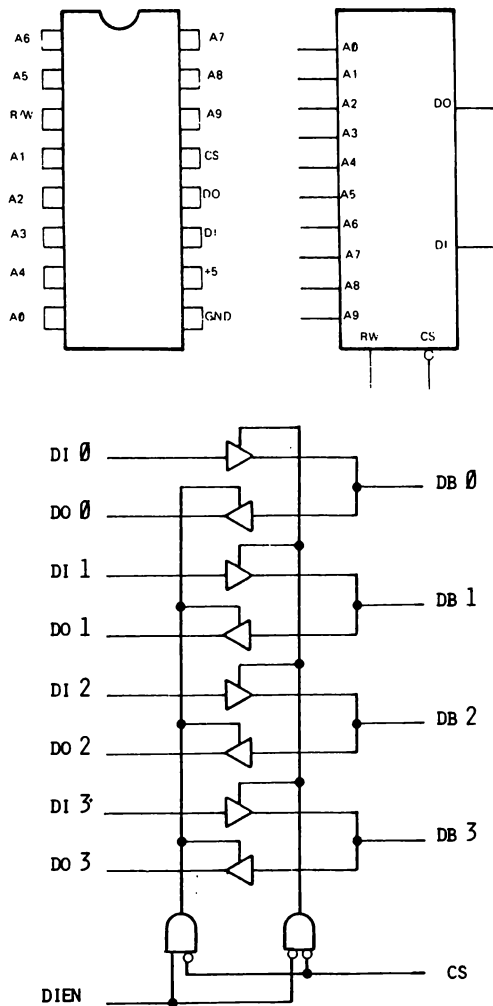 A6 A7
A5 A8
R/W A9
A1 CS
A2 DO
A3 DI
A4 +5
A0 GND
A0
A1
A2 DO
A3
A4
A5
A6
A7 DI
A8
A9
RW CS
DI 0
DB 0
DO 0
DI 1
DB 1
DO 1
DI 2
DB 2
DO 2
DI 3
DB 3
DO 3
CS
DIEN